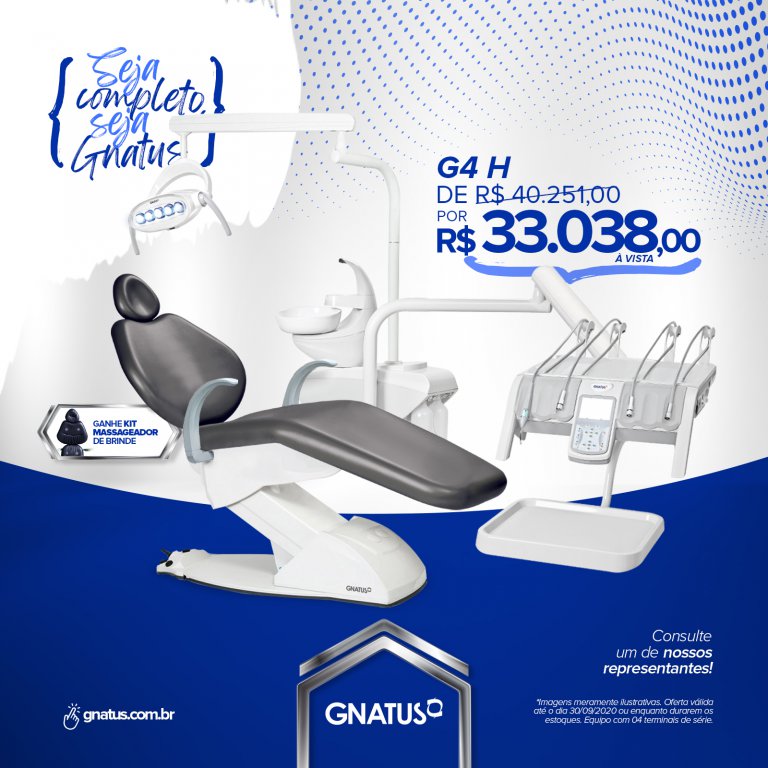 Seja
completo,
seja
Gnatus
G4 H
DE R$ 40.251,00
POR R$ 33.038,00
À VISTA
GANHE KIT
MASSAGEADOR
DE BRINDE
GNATUS
GNATUS
Consulte
um de nossos
representantes!
gnatus.com.br
GNATUS
*Imagens meramente ilustrativas. Oferta válida
até o dia 30/09/2020 ou enquanto durarem os
estoques. Equipo com 04 terminais de série.